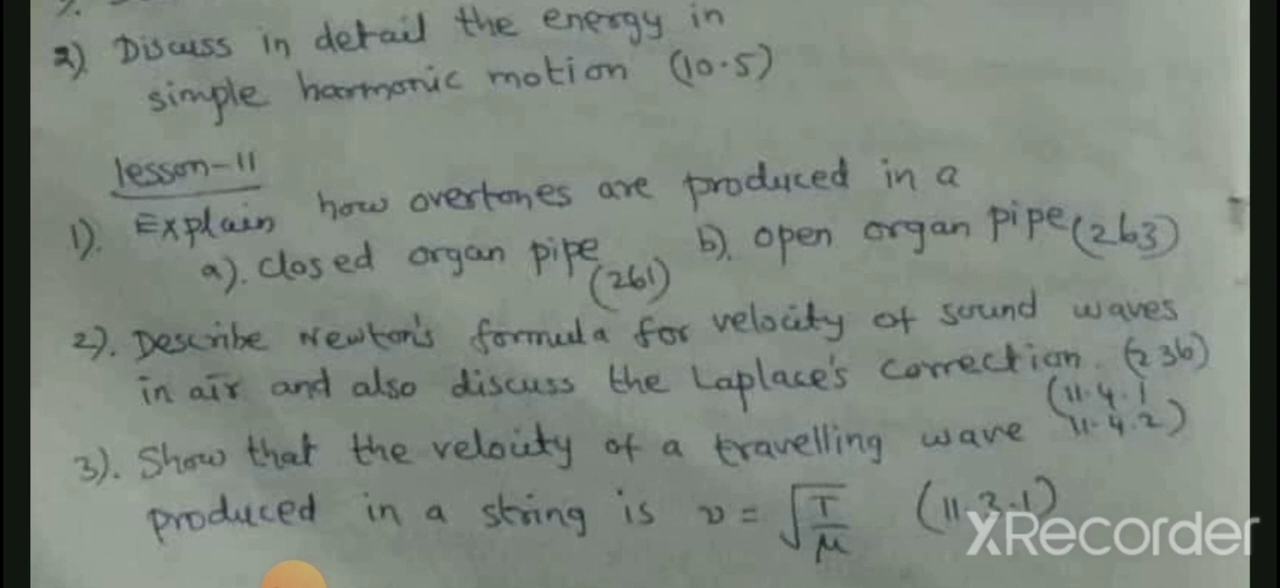 2). Discuss in detail the energy in
simple harmonic motion (10.5)
lesson-11
1). Explain how overtones are produced in a
a). closed organ pipe (261) b). open organ pipe (263)
2). Describe Newton's formula for velocity of sound waves
in air and also discuss the Laplace's correction. (236)
(11.4.1
11.4.2)
3). Show that the velocity of a travelling wave
produced in a string is v = √T/μ (11.3.1)
XRecorder